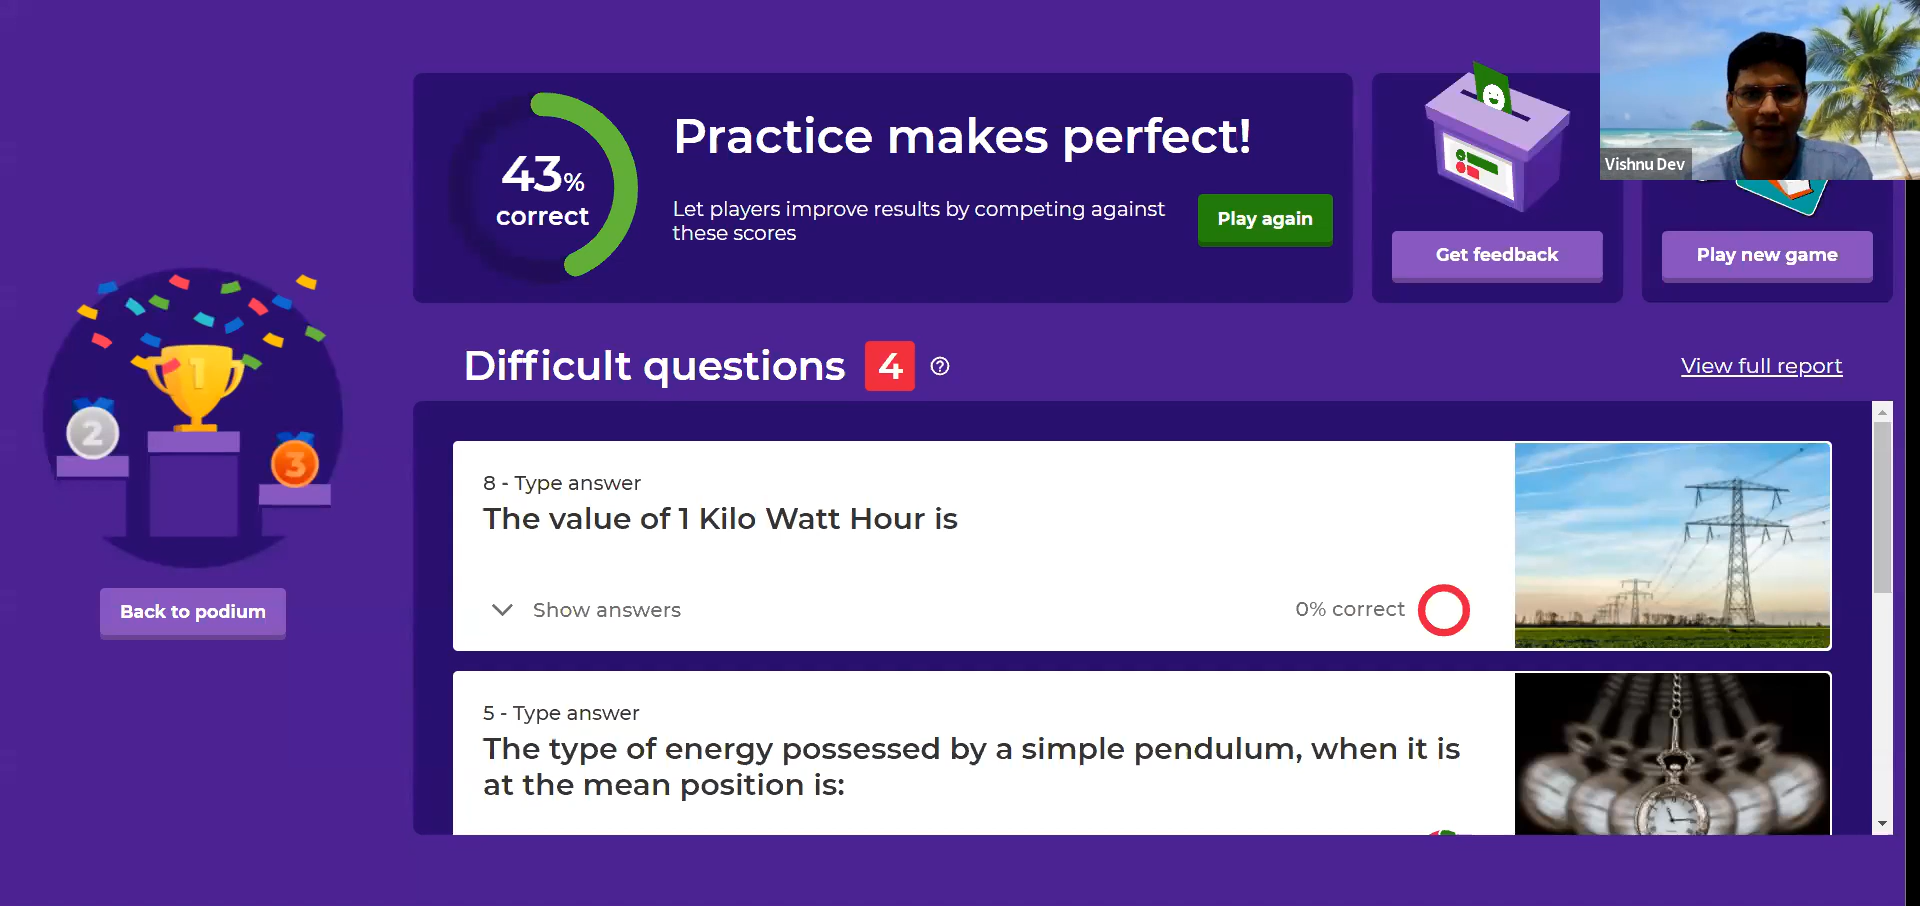 43%
correct
Practice makes perfect!
Let players improve results by competing against
these scores
Play again
Get feedback
Vishnu Dev
Play new game
1
2
3
Back to podium
Difficult questions 4 ?
View full report
8 - Type answer
The value of 1 Kilo Watt Hour is
Show answers
0% correct
5 - Type answer
The type of energy possessed by a simple pendulum, when it is
at the mean position is: